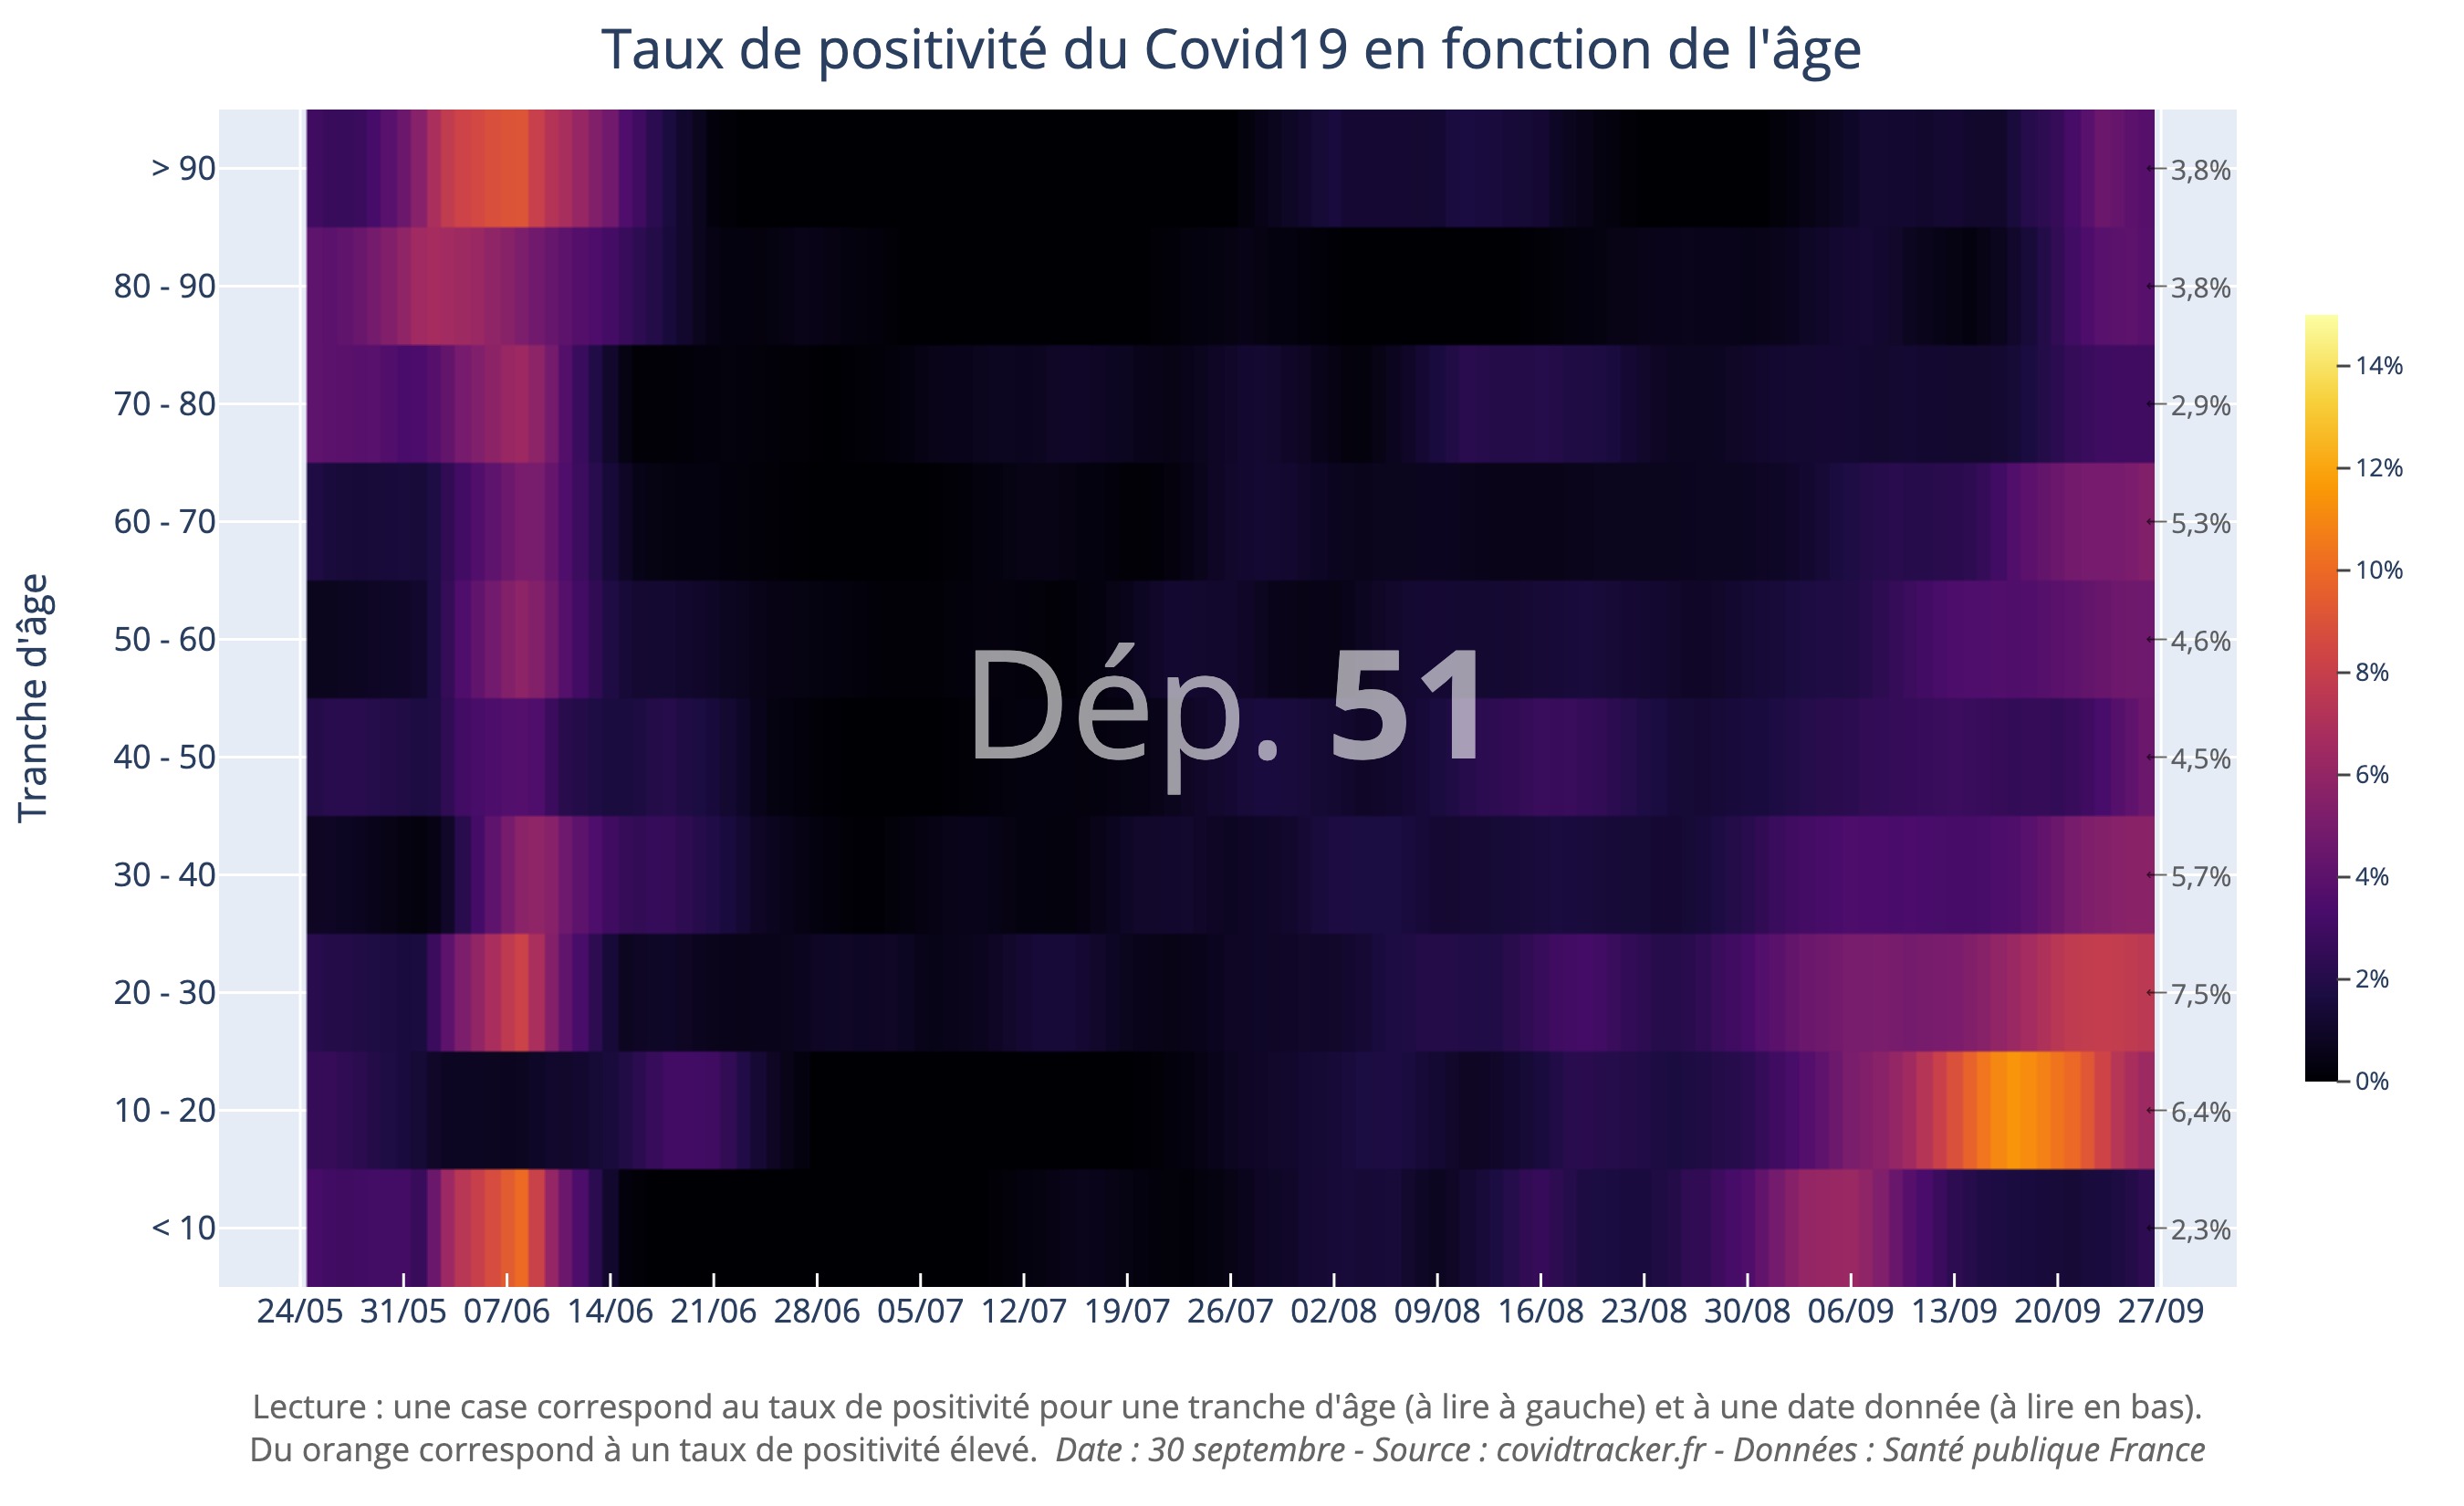 Taux de positivité du Covid19 en fonction de l'âge
Tranche d'âge
> 90
80 - 90
70 - 80
60 - 70
50 - 60
40 - 50
30 - 40
20 - 30
10 - 20
< 10
Dép. 51
3,8%
3,8%
2,9%
5,3%
4,6%
4,5%
5,7%
7,5%
6,4%
2,3%
14%
12%
10%
8%
6%
4%
2%
0%
24/05 31/05 07/06 14/06 21/06 28/06 05/07 12/07 19/07 26/07 02/08 09/08 16/08 23/08 30/08 06/09 13/09 20/09 27/09
Lecture : une case correspond au taux de positivité pour une tranche d'âge (à lire à gauche) et à une date donnée (à lire en bas).
Du orange correspond à un taux de positivité élevé. Date : 30 septembre - Source : covidtracker.fr - Données : Santé publique France